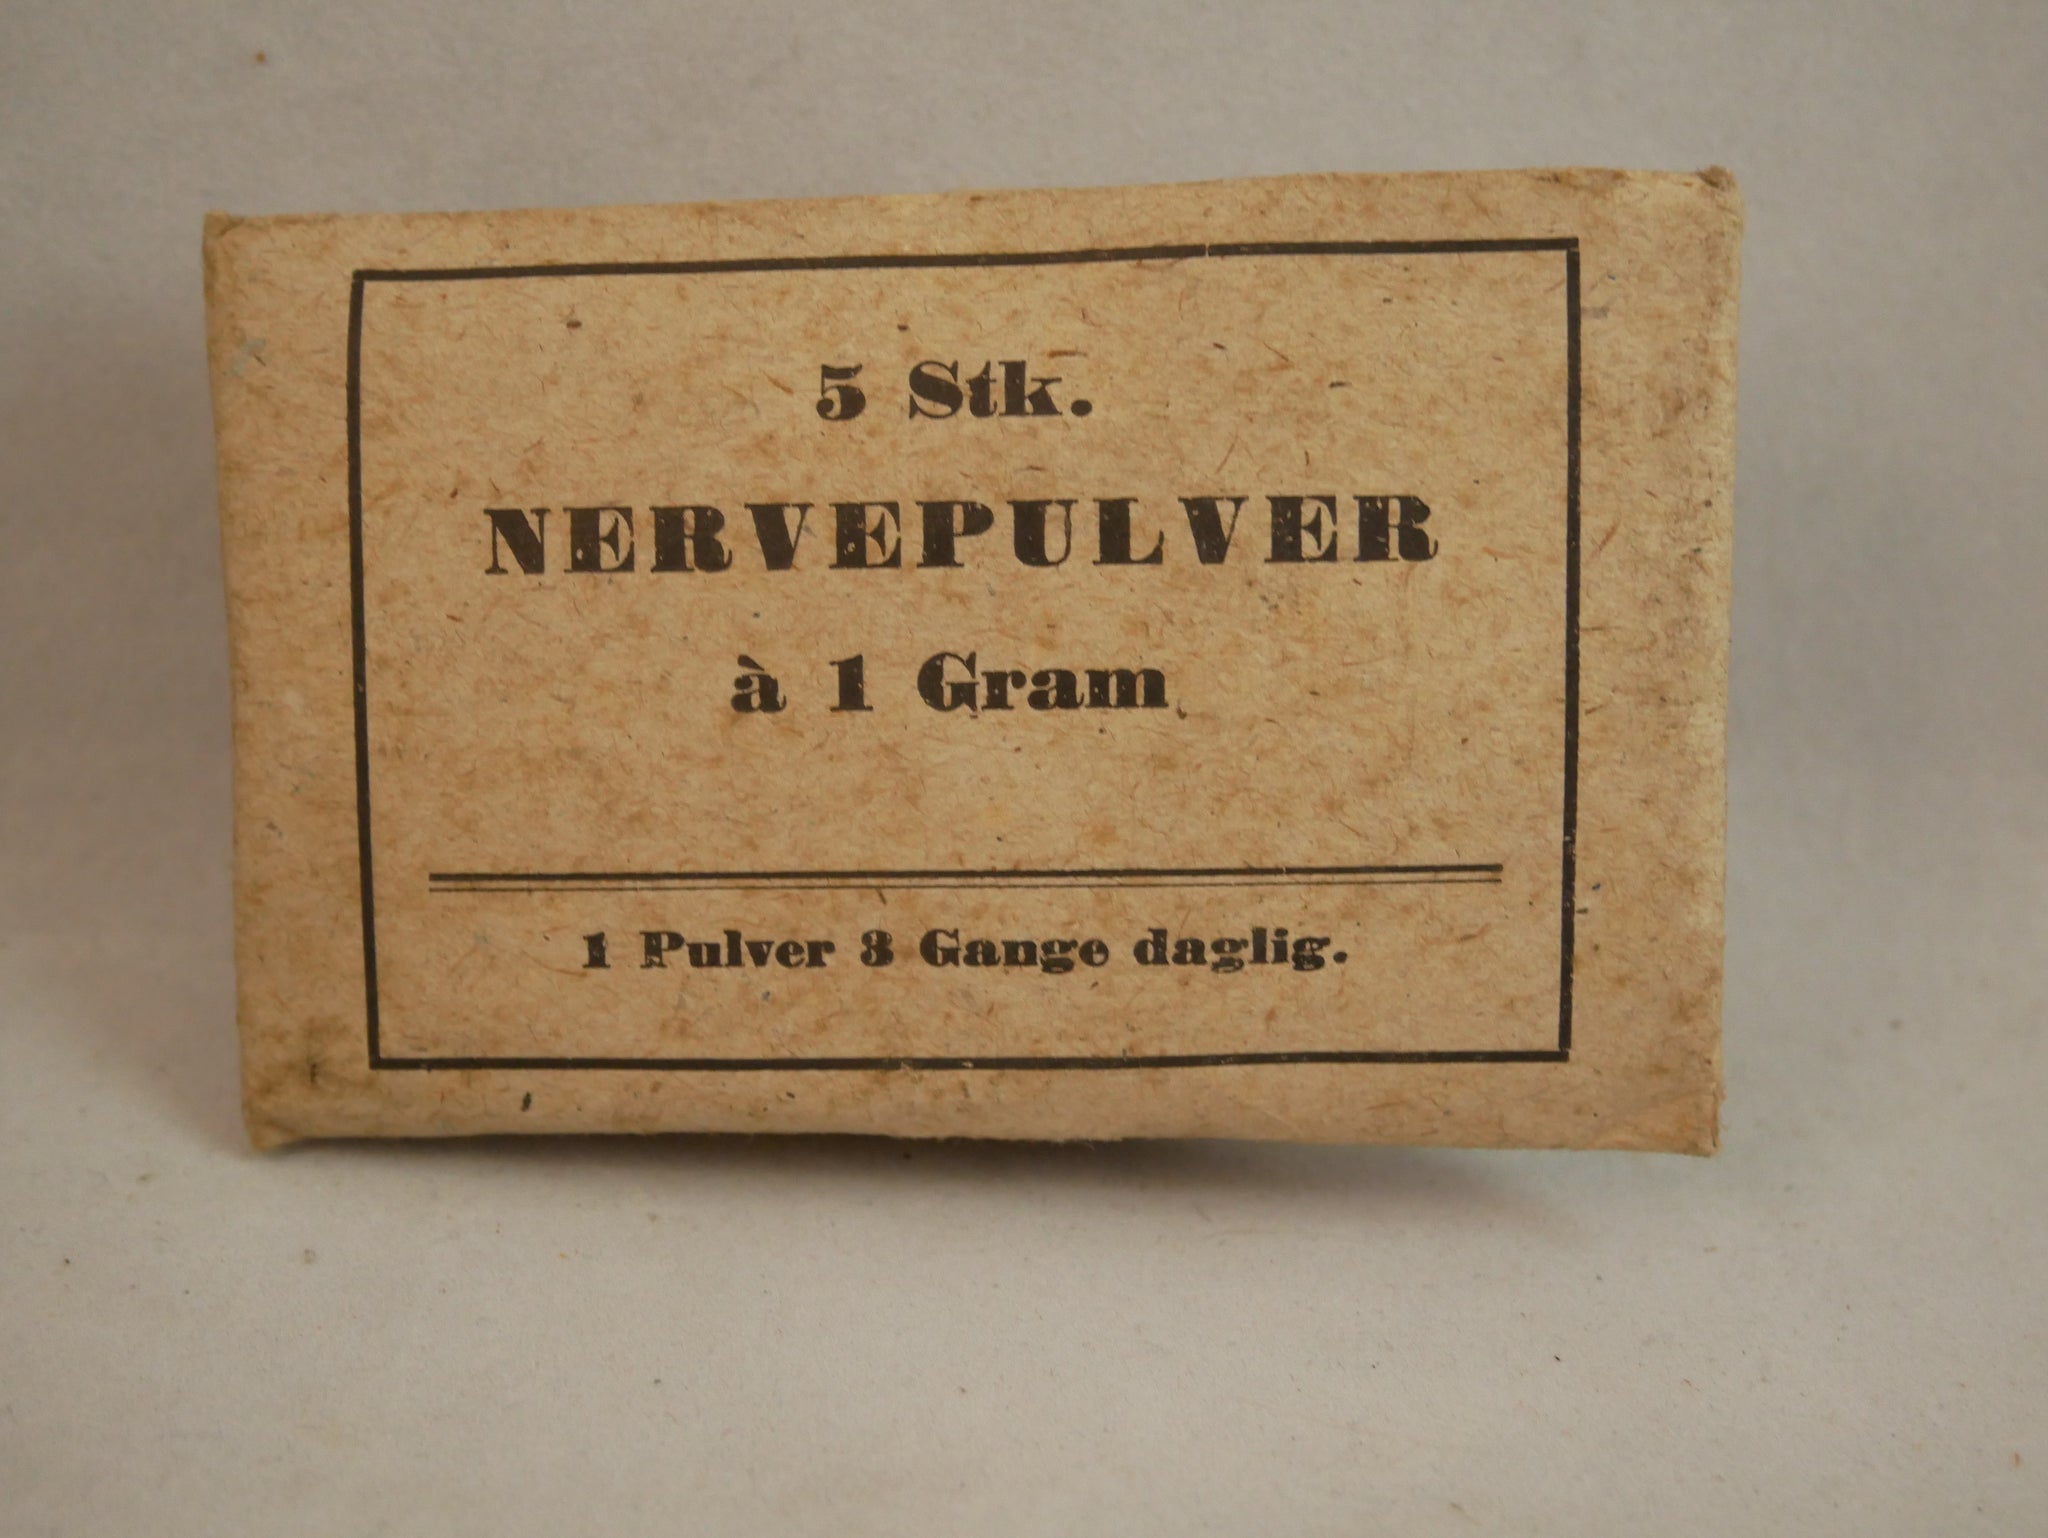 5 Stk.
NERVEPULVER
à 1 Gram
1 Pulver 3 Gange daglig.